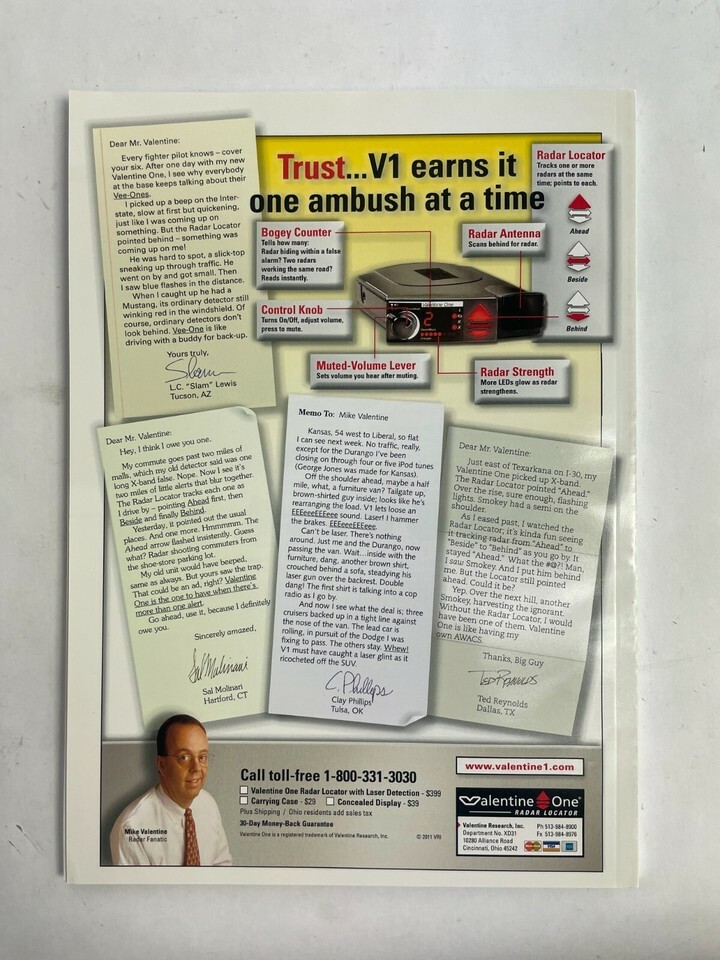 Trust...V1 earns it
one ambush at a time
Dear Mr. Valentine:
Every fighter pilot knows – cover
your six. After one day with my new
Valentine One, I see why everybody
at the base keeps talking about their
Vee-Ones.
I picked up a beep on the Inter-
state, slow at first but quickening,
just like I was coming up on
something. But the Radar Locator
pointed behind – something was
coming up on me!
He was hard to spot, a slick-top
sneaking up through traffic. He
went on by and got small. Then
I saw blue flashes in the distance.
When I caught up he had a
Mustang, its ordinary detector still
winking red in the windshield. Of
course, ordinary detectors don't
look behind. Vee-One is like
driving with a buddy for back-up.
Yours truly,
Slam
L.C. "Slam" Lewis
Tucson, AZ
Bogey Counter
Tells how many:
Radar hiding within a false
alarm? Two radars
working the same road?
Reads instantly.
Control Knob
Turns On/Off, adjust volume,
press to mute.
Muted-Volume Lever
Sets volume you hear after muting.
Radar Antenna
Scans behind for radar.
Radar Strength
More LEDs glow as radar
strengthens.
Radar Locator
Tracks one or more
radars at the same
time; points to each.
Ahead
Beside
Behind
Valentine One
2
Dear Mr. Valentine:
Hey, I think I owe you one.
My commute goes past two miles of
malls, which my old detector said was one
long X-band false. Nope. Now I see it's
two miles of little alerts that blur together.
The Radar Locator tracks each one as
I drive by – pointing Ahead first, then
Beside and finally Behind.
Yesterday, it pointed out the usual
places. And one more. Hmmmmm. The
Ahead arrow flashed insistently. Guess
what? Radar shooting commuters from
the shoe-store parking lot.
My old unit would have beeped,
same as always. But yours saw the trap.
That could be an ad, right? Valentine
One is the one to have when there's
more than one alert.
Go ahead, use it, because I definitely
owe you.
Sincerely amazed,
Sal Molinari
Sal Molinari
Hartford, CT
Memo To: Mike Valentine
Kansas, 54 west to Liberal, so flat
I can see next week. No traffic, really,
except for the Durango I've been
closing on through four or five iPod tunes
(George Jones was made for Kansas).
Off the shoulder ahead, maybe a half
mile, what, a furniture van? Tailgate up,
brown-shirted guy inside; looks like he's
rearranging the load. V1 lets loose an
EEEeeeEEEeee sound. Laser! I hammer
the brakes. EEEeeeEEEeee.
Can't be laser. There's nothing
around. Just me and the Durango, now
passing the van. Wait...inside with the
furniture, dang, another brown shirt,
crouched behind a sofa, steadying his
laser gun over the backrest. Double
dang! The first shirt is talking into a cop
radio as I go by.
And now I see what the deal is; three
cruisers backed up in a tight line against
the nose of the van. The lead car is
rolling, in pursuit of the Dodge I was
fixing to pass. The others stay. Whew!
V1 must have caught a laser glint as it
ricocheted off the SUV.
C. Phillips
Clay Phillips
Tulsa, OK
Dear Mr. Valentine:
Just east of Texarkana on I-30, my
Valentine One picked up X-band.
The Radar Locator pointed "Ahead."
Over the rise, sure enough, flashing
lights. Smokey had a semi on the
shoulder.
As I eased past, I watched the
Radar Locator; it's kinda fun seeing
it tracking radar from "Ahead" to
"Beside" to "Behind" as you go by. It
stayed "Ahead." What the #@?! Man,
I saw Smokey. And I put him behind
me. But the Locator still pointed
ahead. Could it be?
Yep. Over the next hill, another
Smokey, harvesting the ignorant.
Without the Radar Locator, I would
have been one of them. Valentine
One is like having my
own AWACS.
Thanks, Big Guy
Ted Reynolds
Ted Reynolds
Dallas, TX
Mike Valentine
Radar Fanatic
Call toll-free 1-800-331-3030
Valentine One Radar Locator with Laser Detection - $399
Carrying Case - $29 Concealed Display - $39
Plus Shipping / Ohio residents add sales tax
30-Day Money-Back Guarantee
Valentine One is a registered trademark of Valentine Research, Inc. © 2011 VRI
www.valentine1.com
Valentine One®
RADAR LOCATOR
Valentine Research, Inc.
Department No. XD31
10280 Alliance Road
Cincinnati, Ohio 45242
Ph 513-984-8900
Fx 513-984-8976